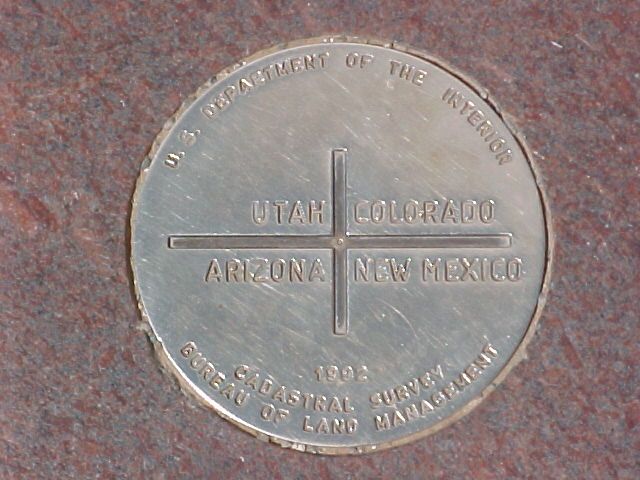 U.S. DEPARTMENT OF THE INTERIOR
UTAH COLORADO
ARIZONA NEW MEXICO
1992
CADASTRAL SURVEY
BUREAU OF LAND MANAGEMENT